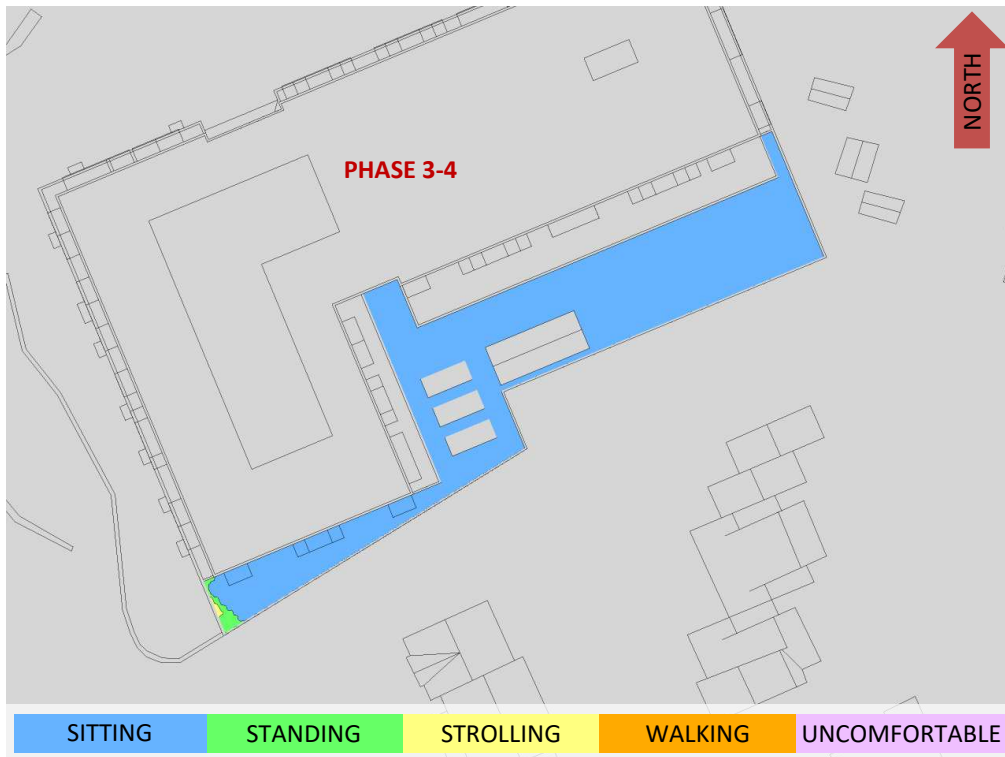 NORTH
PHASE 3-4
SITTING
STANDING
STROLLING
WALKING
UNCOMFORTABLE